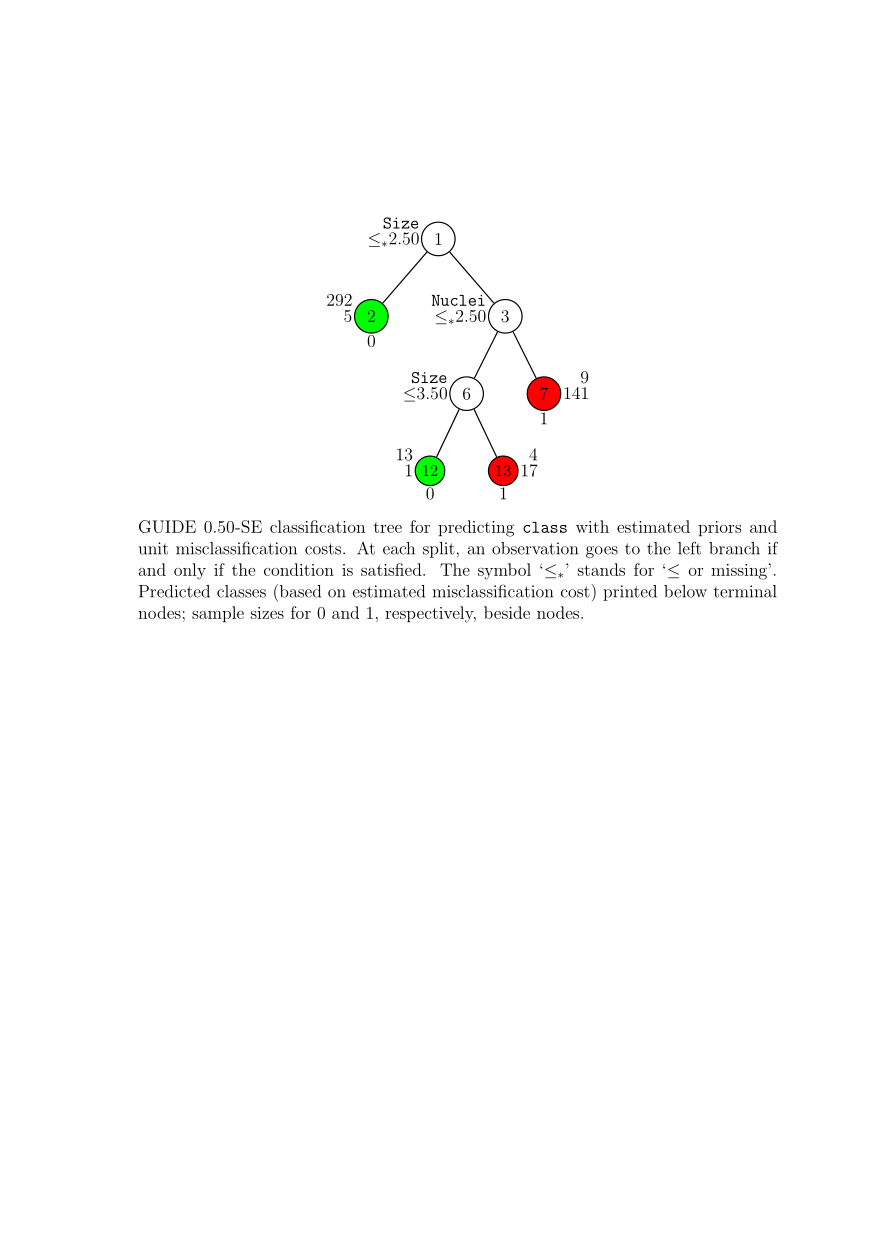 Size
≤*2.50 1
292 Nuclei
5 2 ≤*2.50 3
0
Size 9
≤3.50 6 7 141
1
13 4
1 12 13 17
0 1
GUIDE 0.50-SE classification tree for predicting class with estimated priors and
unit misclassification costs. At each split, an observation goes to the left branch if
and only if the condition is satisfied. The symbol ‘≤*’ stands for ‘≤ or missing’.
Predicted classes (based on estimated misclassification cost) printed below terminal
nodes; sample sizes for 0 and 1, respectively, beside nodes.